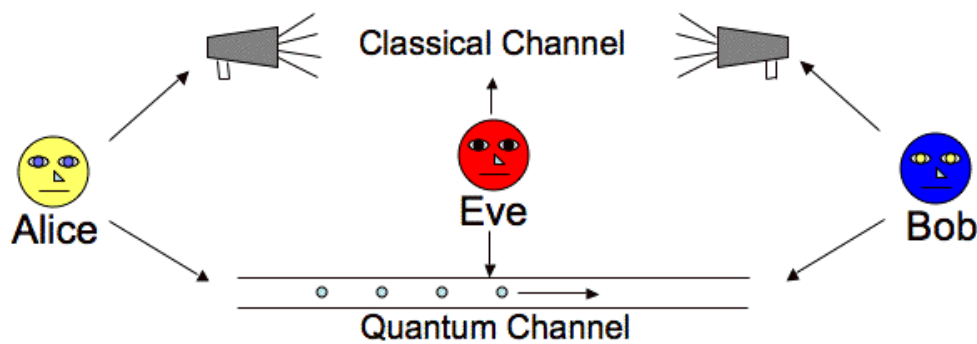 Classical Channel
Alice
Eve
Bob
Quantum Channel